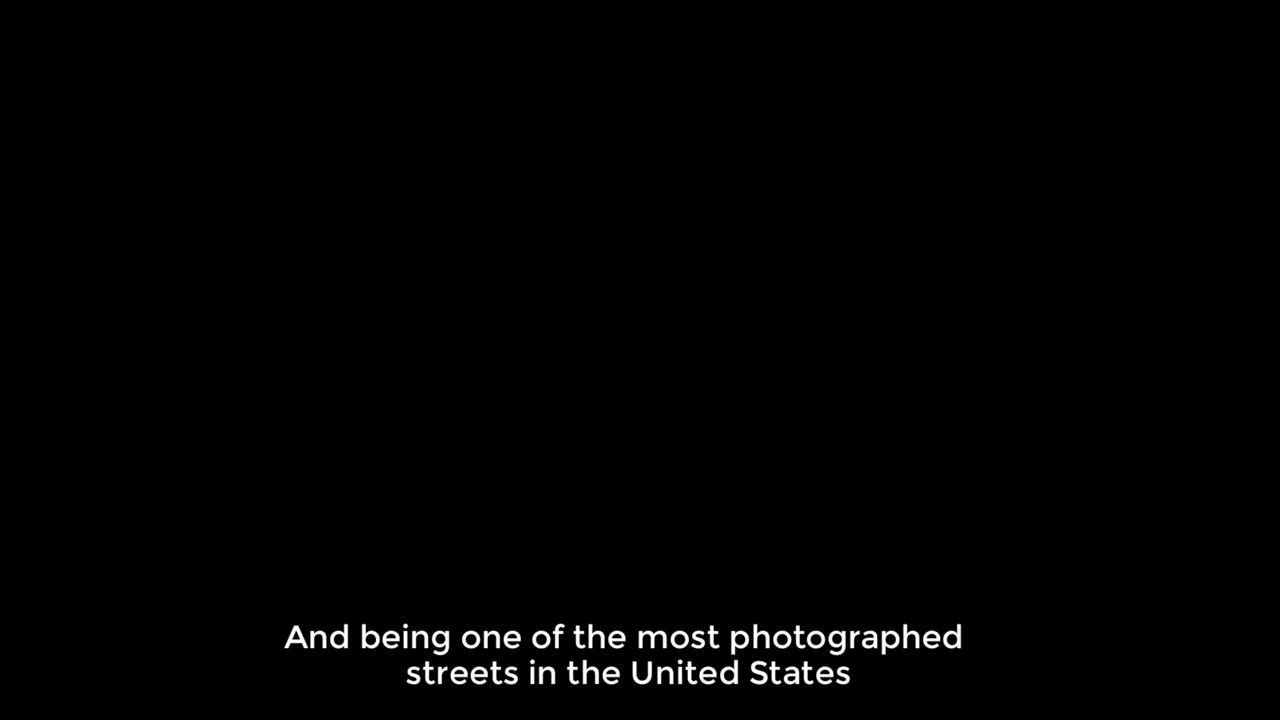 And being one of the most photographed
streets in the United States